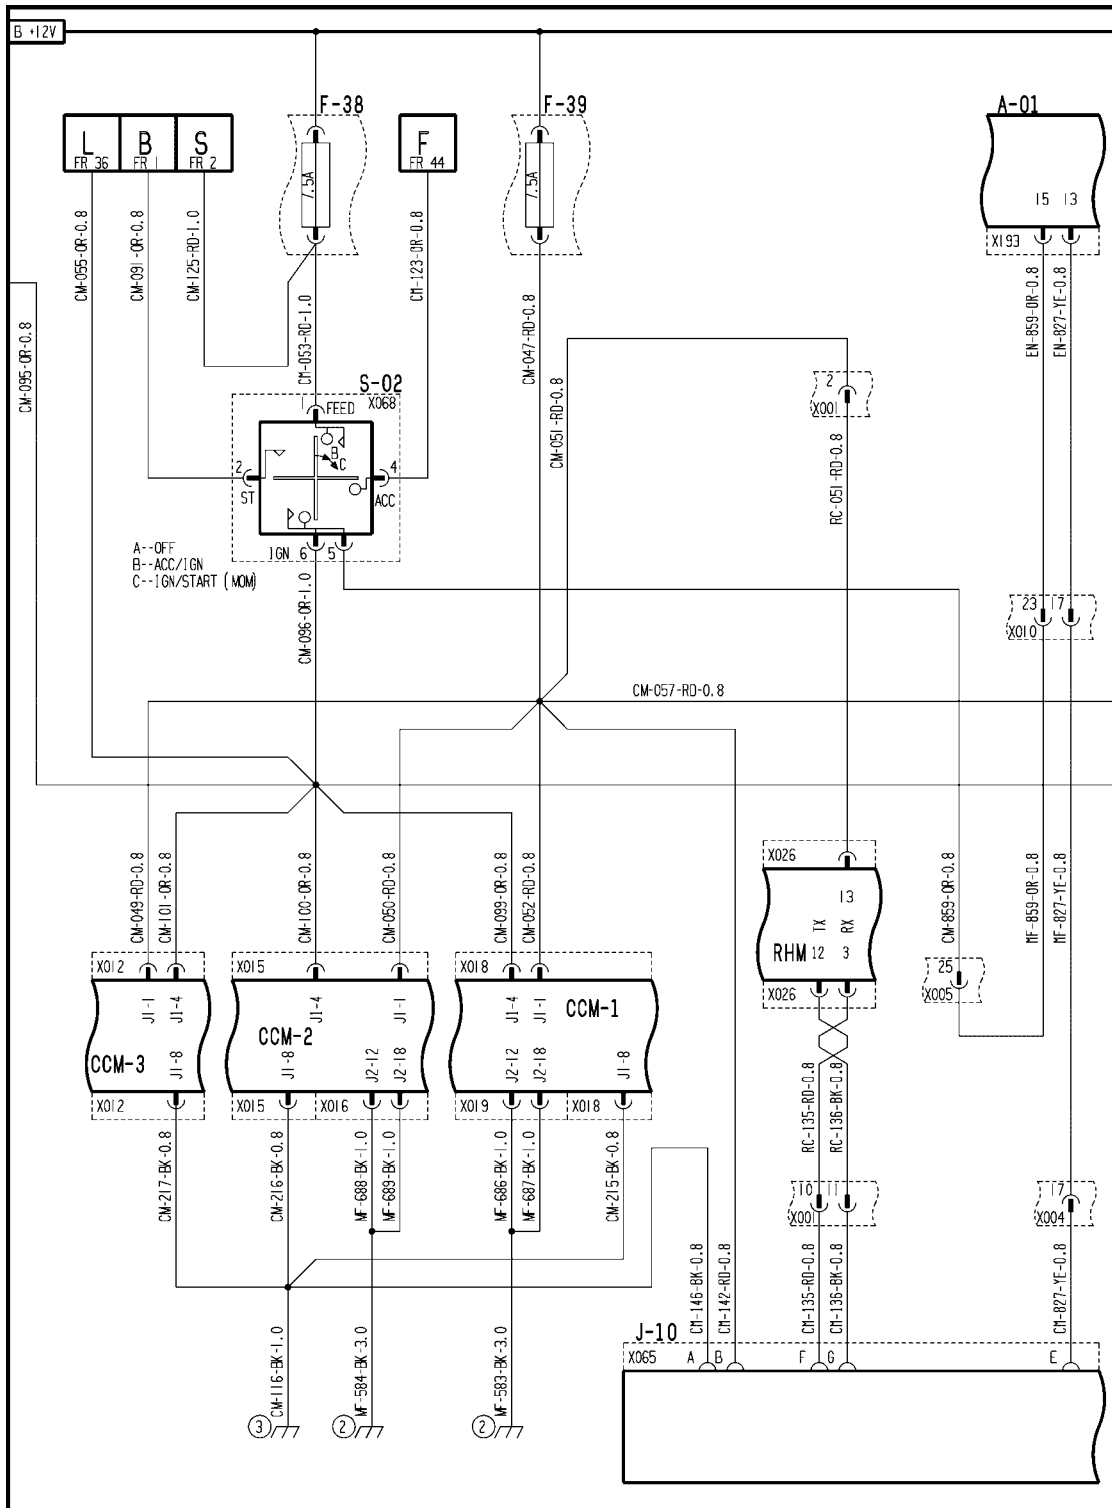 B +12V
F-38
F-39
A-01
L
B
S
F
FR 36
FR 1
FR 2
FR 44
7.5A
7.5A
15 13
X193
CM-055-OR-0.8
CM-091-OR-0.8
CM-125-RD-1.0
CM-053-RD-1.0
CM-123-OR-0.8
CM-047-RD-0.8
CM-051-RD-0.8
EN-859-OR-0.8
EN-827-YE-0.8
CM-095-OR-0.8
S-02
X068
1
FEED
2
X001
RC-051-RD-0.8
B
C
2
4
ST
ACC
IGN 6 5
A--OFF
B--ACC/IGN
C--IGN/START (MOM)
CM-096-OR-1.0
23 17
X010
CM-057-RD-0.8
CM-049-RD-0.8
CM-101-OR-0.8
CM-100-OR-0.8
CM-050-RD-0.8
CM-099-OR-0.8
CM-052-RD-0.8
CM-859-OR-0.8
MF-859-OR-0.8
MF-827-YE-0.8
X026
13
TX RX
RHM 12 3
X026
X012
X015
X018
25
X005
J1-1
J1-4
J1-4
J1-1
J1-4
J1-1
CCM-3
CCM-2
CCM-1
J1-8
J1-8
J2-12
J2-18
J2-12
J2-18
J1-8
X012
X015
X016
X019
X018
RC-135-RD-0.8
RC-136-BK-0.8
CM-217-BK-0.8
CM-216-BK-0.8
MF-688-BK-1.0
MF-689-BK-1.0
MF-686-BK-1.0
MF-687-BK-1.0
CM-215-BK-0.8
10 11
X001
17
X004
CM-146-BK-0.8
CM-142-RD-0.8
CM-135-RD-0.8
CM-136-BK-0.8
CM-827-YE-0.8
CM-116-BK-1.0
MF-584-BK-3.0
MF-583-BK-3.0
3
2
2
J-10
X065
A B F G E